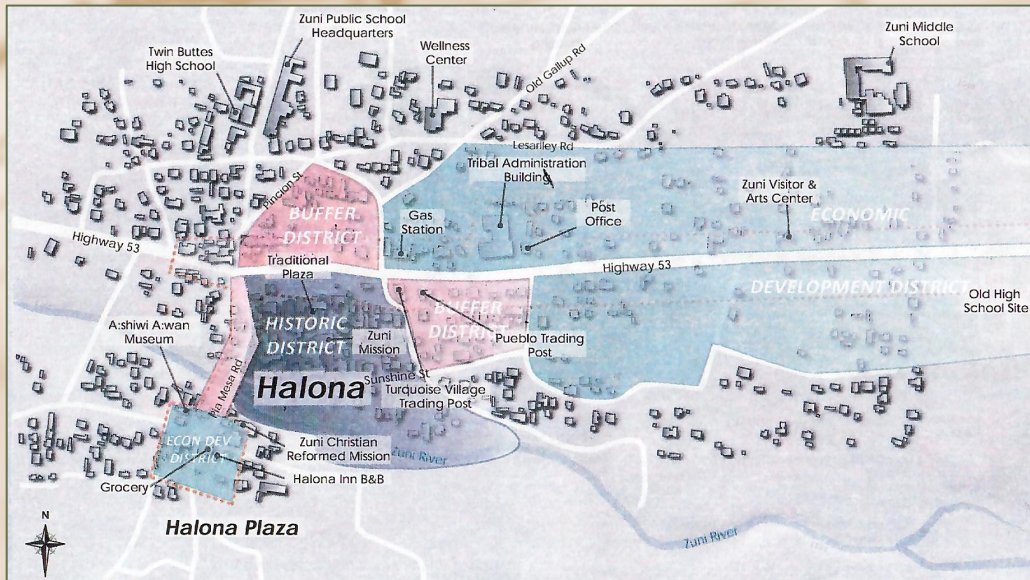 Zuni Public School
Headquarters
Twin Buttes
High School
Wellness
Center
Old Gallup Rd
Zuni Middle
School
Lesarlley Rd
Tribal Administration
Building
Pincion St
BUFFER
DISTRICT
Gas
Station
Post
Office
Zuni Visitor &
Arts Center
ECONOMIC
Highway 53
Traditional
Plaza
Highway 53
DEVELOPMENT DISTRICT
Old High
School Site
A:shiwi A:wan
Museum
HISTORIC
DISTRICT
Zuni
Mission
BUFFER
DISTRICT
Pueblo Trading
Post
Halona
Sunshine St
Turquoise Village
Trading Post
Mesa Rd
ECON DEV
DISTRICT
Zuni Christian
Reformed Mission
Zuni River
Grocery
Halona Inn B&B
Halona Plaza
N
Zuni River